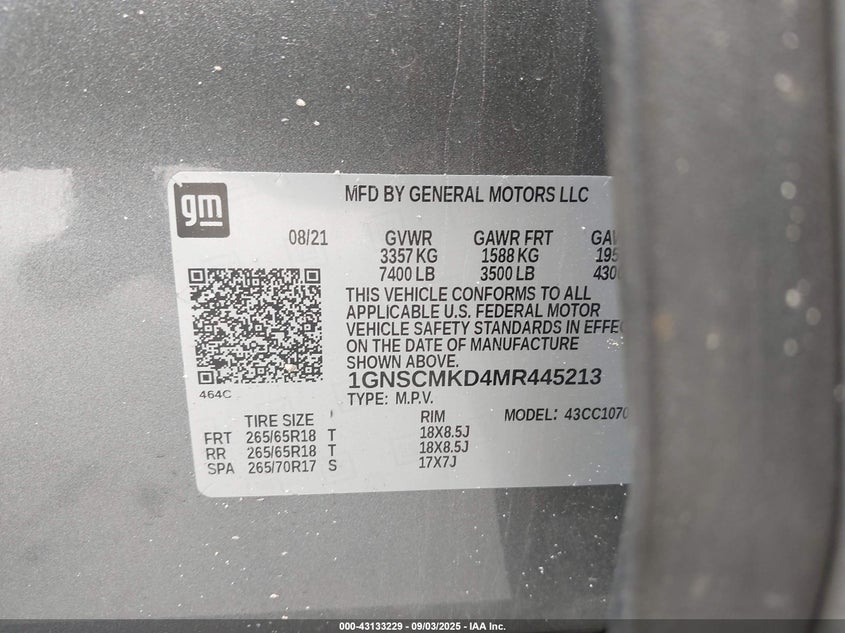 gm
MFD BY GENERAL MOTORS LLC
08/21 GVWR GAWR FRT
3357 KG 1588 KG
7400 LB 3500 LB
THIS VEHICLE CONFORMS TO ALL
APPLICABLE U.S. FEDERAL MOTOR
VEHICLE SAFETY STANDARDS IN
ON THE DATE OF MANUFACTURE
SHOWN ABOVE.
1GNSCMKD4MR445213
464C
TYPE: M.P.V.
TIRE SIZE RIM MODEL: 43CC1070
FRT 265/65R18 T 18X8.5J
RR 265/65R18 T 18X8.5J
SPA 265/70R17 S 17X7J
000-43133229 - 09/03/2025 - IAA Inc.